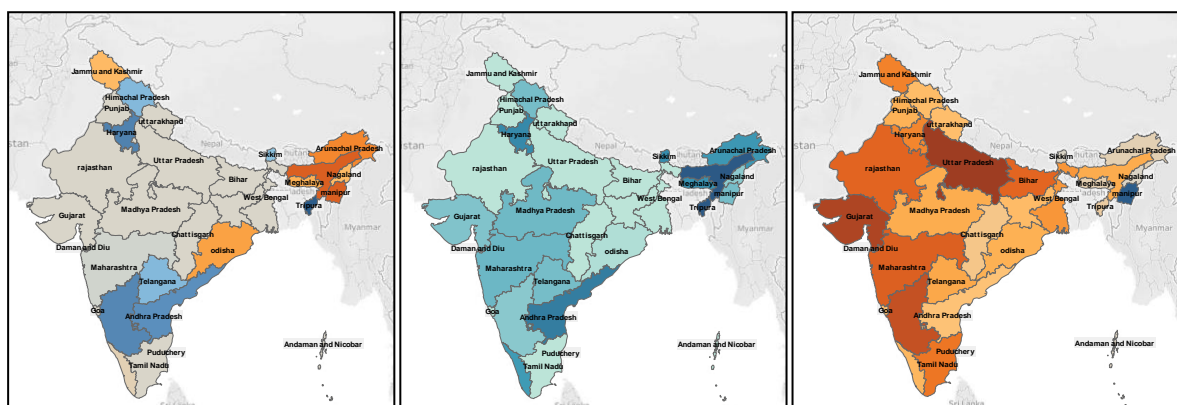 Jammu and Kashmir
Himachal Pradesh
Punjab
uttarakhand
Haryana
Nepal
Arunachal Pradesh
Sikkim
rajasthan
Uttar Pradesh
Bihar
Nagaland
Meghalaya
manipur
West Bengal
Tripura
Gujarat
Madhya Pradesh
Chattisgarh
Myanmar
Daman and Diu
odisha
Maharashtra
Telangana
Goa
Andhra Pradesh
Andaman and Nicobar
Puduchery
Tamil Nadu
Jammu and Kashmir
Himachal Pradesh
Punjab
uttarakhand
Haryana
Nepal
Arunachal Pradesh
Sikkim
rajasthan
Uttar Pradesh
Bihar
Nagaland
Meghalaya
manipur
West Bengal
Tripura
Gujarat
Madhya Pradesh
Chattisgarh
Myanmar
Daman and Diu
odisha
Maharashtra
Telangana
Goa
Andhra Pradesh
Andaman and Nicobar
Puduchery
Tamil Nadu
Jammu and Kashmir
Himachal Pradesh
Punjab
uttarakhand
Haryana
Nepal
Arunachal Pradesh
Sikkim
rajasthan
Uttar Pradesh
Bihar
Nagaland
Meghalaya
manipur
West Bengal
Tripura
Gujarat
Madhya Pradesh
Chattisgarh
Myanmar
Daman and Diu
odisha
Maharashtra
Telangana
Goa
Andhra Pradesh
Andaman and Nicobar
Puduchery
Tamil Nadu